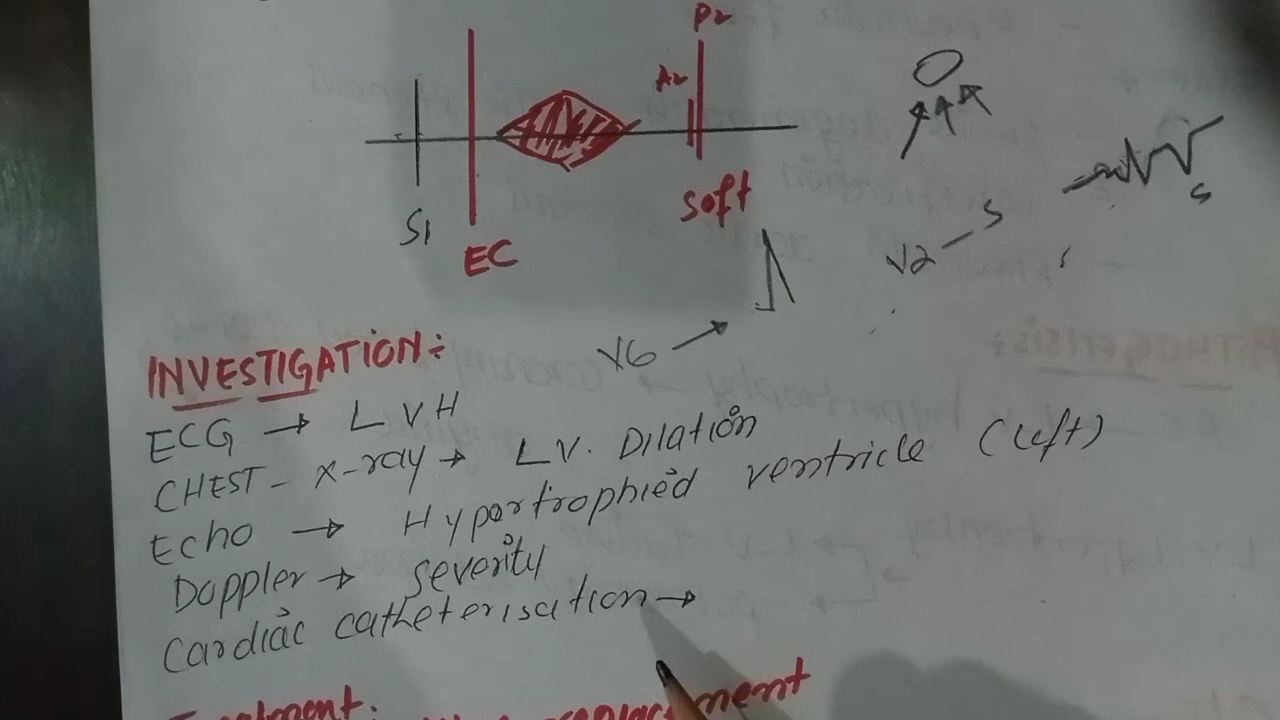 P2
A2
S1
EC
Soft
S
V2 — S
V6 →
INVESTIGATION:
ECG → LVH
CHEST - X-ray → LV. Dilation
Echo → Hypertrophied ventricle (left)
Doppler → severity
Cardiac catheterisation →
Treatment: